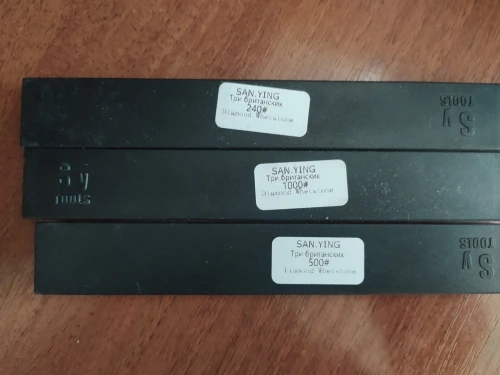 SAN.YING
Три британских
240#
Diamond Whetstone
SY
TOOLS
SAN.YING
Три британских
1000#
Diamond Whetstone
SY
TOOLS
SAN.YING
Три британских
500#
Diamond Whetstone
SY
TOOLS